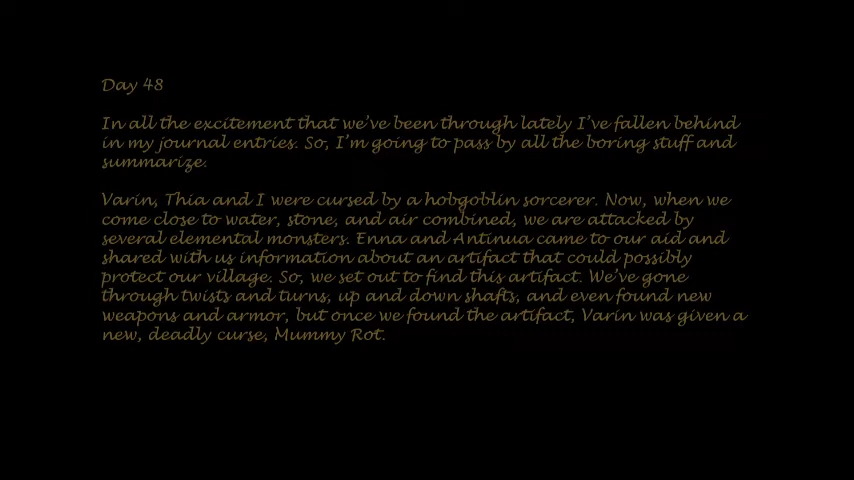 Day 48
In all the excitement that we've been through lately I've fallen behind
in my journal entries. So, I'm going to pass by all the boring stuff and
summarize.
Varin, Thia and I were cursed by a hobgoblin sorcerer. Now, when we
come close to water, stone, and air combined, we are attacked by
several elemental monsters. Enna and Antinua came to our aid and
shared with us information about an artifact that could possibly
protect our village. So, we set out to find this artifact. We've gone
through twists and turns, up and down shafts, and even found new
weapons and armor, but once we found the artifact, Varin was given a
new, deadly curse, Mummy Rot.